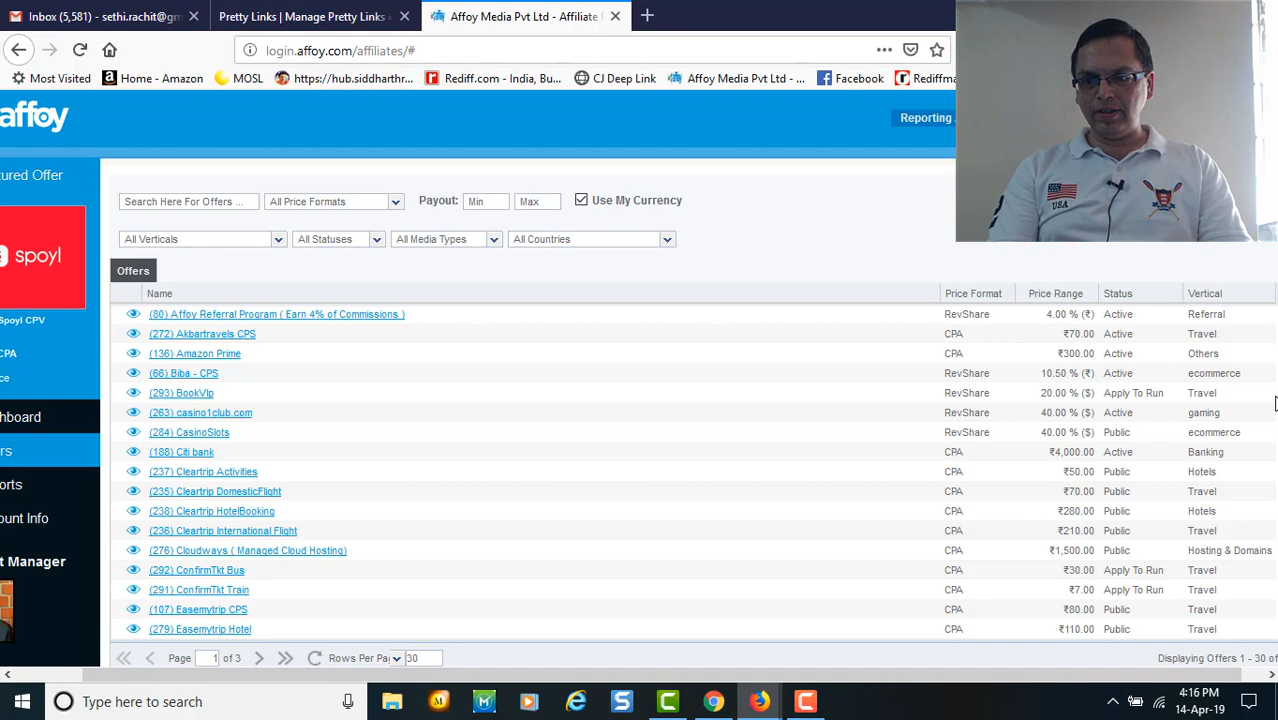 Inbox (5,581) - sethi.rachit@gm
Pretty Links | Manage Pretty Links
Affoy Media Pvt Ltd - Affiliate
login.affoy.com/affiliates/#
Most Visited
Home - Amazon
MOSL
https://hub.siddharthr...
Rediff.com - India, Bu...
CJ Deep Link
Affoy Media Pvt Ltd - ...
Facebook
Rediffma
affoy
Reporting
tured Offer
spoyl
Spoyl CPV
CPA
ce
hboard
rs
orts
ount Info
t Manager
Search Here For Offers ...
All Price Formats
Payout:
Min
Max
Use My Currency
All Verticals
All Statuses
All Media Types
All Countries
Offers
Name Price Format Price Range Status Vertical
(80) Affoy Referral Program ( Earn 4% of Commissions ) RevShare 4.00 % (₹) Active Referral
(272) Akbartravels CPS CPA ₹70.00 Active Travel
(136) Amazon Prime CPA ₹300.00 Active Others
(66) Biba - CPS RevShare 10.50 % (₹) Active ecommerce
(293) BookVIp RevShare 20.00 % ($) Apply To Run Travel
(263) casino1club.com RevShare 40.00 % ($) Active gaming
(284) CasinoSlots RevShare 40.00 % ($) Public ecommerce
(188) Citi bank CPA ₹4,000.00 Active Banking
(237) Cleartrip Activities CPA ₹50.00 Public Hotels
(235) Cleartrip DomesticFlight CPA ₹70.00 Public Travel
(238) Cleartrip HotelBooking CPA ₹280.00 Public Hotels
(236) Cleartrip International Flight CPA ₹210.00 Public Travel
(276) Cloudways ( Managed Cloud Hosting) CPA ₹1,500.00 Public Hosting & Domains
(292) ConfirmTkt Bus CPA ₹30.00 Apply To Run Travel
(291) ConfirmTkt Train CPA ₹7.00 Apply To Run Travel
(107) Easemytrip CPS CPA ₹80.00 Public Travel
(279) Easemytrip Hotel CPA ₹110.00 Public Travel
Page 1 of 3
Rows Per Pa 30
Displaying Offers 1 - 30 of
USA
Type here to search
4:16 PM
14-Apr-19